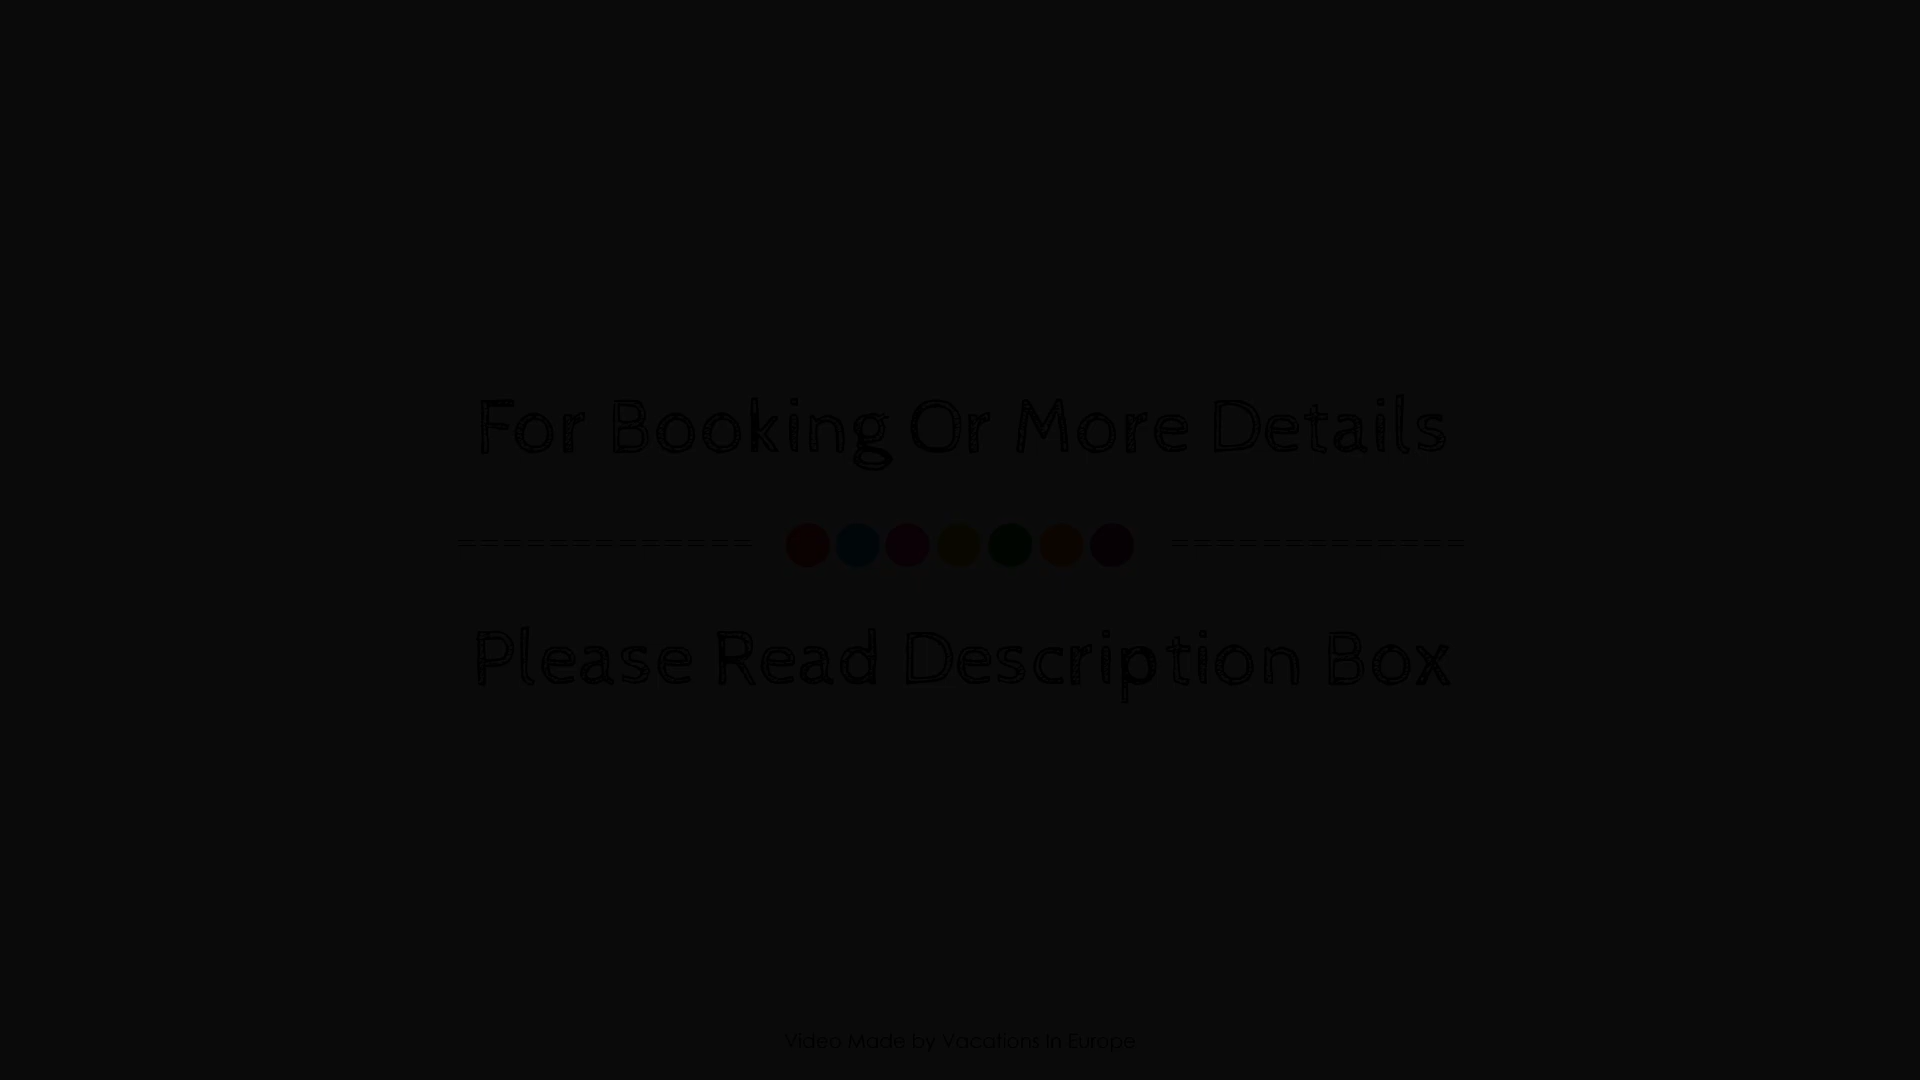 For Booking Or More Details
============= =============
Please Read Description Box
Video Made by Vacations In Europe